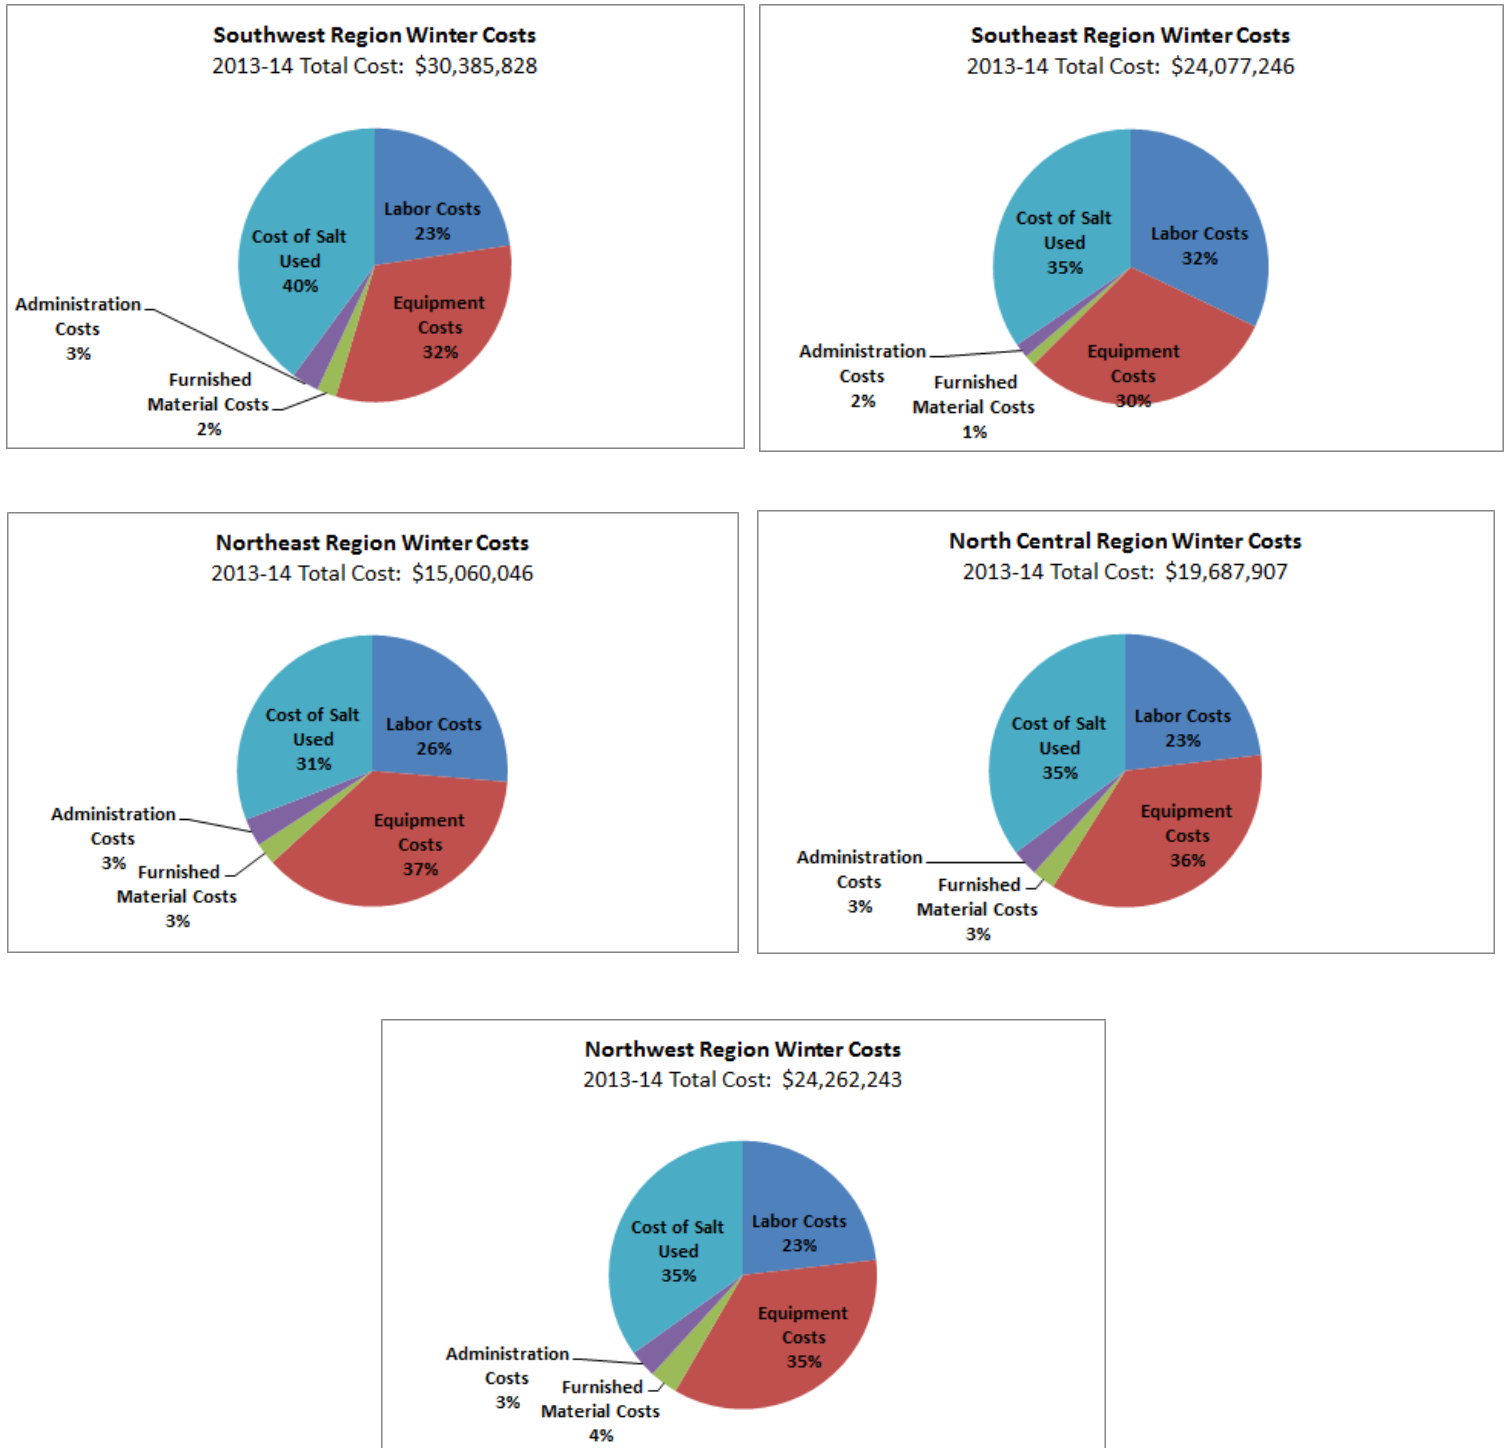 Southwest Region Winter Costs
2013-14 Total Cost: $30,385,828
Labor Costs
23%
Equipment
Costs
32%
Furnished
Material Costs
2%
Administration
Costs
3%
Cost of Salt
Used
40%
Southeast Region Winter Costs
2013-14 Total Cost: $24,077,246
Labor Costs
32%
Equipment
Costs
30%
Furnished
Material Costs
1%
Administration
Costs
2%
Cost of Salt
Used
35%
Northeast Region Winter Costs
2013-14 Total Cost: $15,060,046
Labor Costs
26%
Equipment
Costs
37%
Furnished
Material Costs
3%
Administration
Costs
3%
Cost of Salt
Used
31%
North Central Region Winter Costs
2013-14 Total Cost: $19,687,907
Labor Costs
23%
Equipment
Costs
36%
Furnished
Material Costs
3%
Administration
Costs
3%
Cost of Salt
Used
35%
Northwest Region Winter Costs
2013-14 Total Cost: $24,262,243
Labor Costs
23%
Equipment
Costs
35%
Furnished
Material Costs
4%
Administration
Costs
3%
Cost of Salt
Used
35%